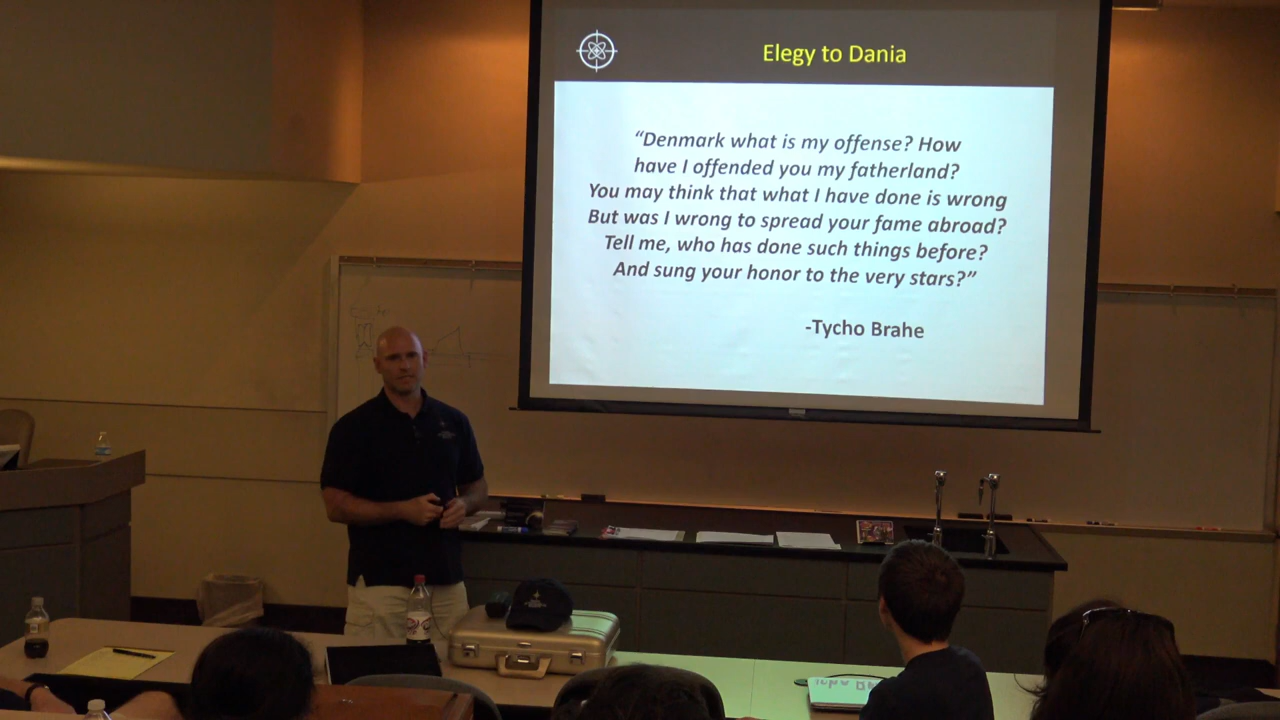 Elegy to Dania
“Denmark what is my offense? How
have I offended you my fatherland?
You may think that what I have done is wrong
But was I wrong to spread your fame abroad?
Tell me, who has done such things before?
And sung your honor to the very stars?”
-Tycho Brahe